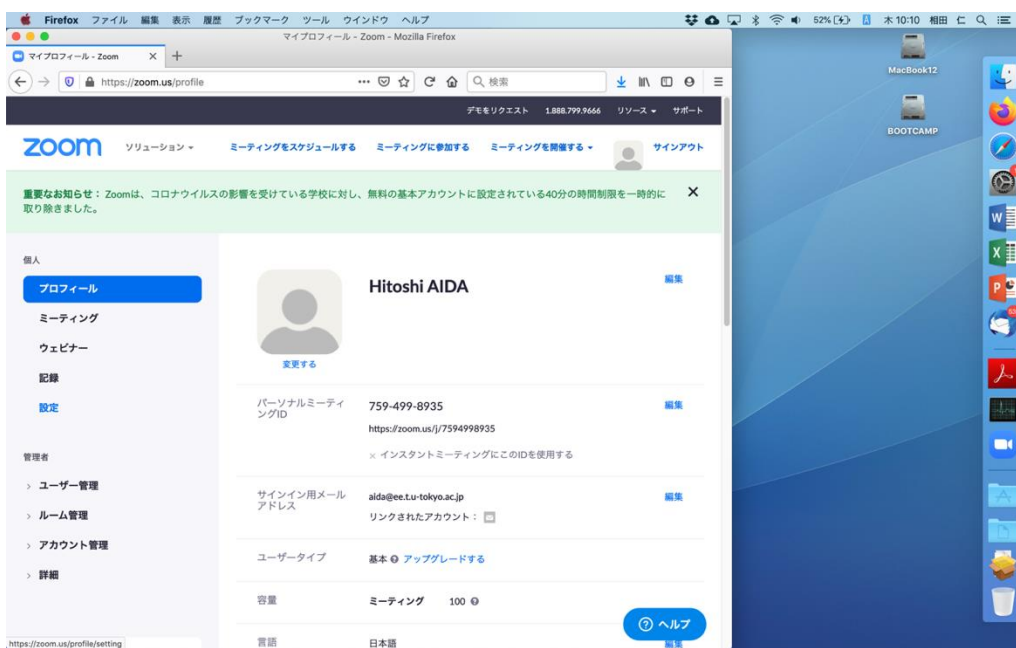 Firefox ファイル 編集 表示 履歴 ブックマーク ツール ウインドウ ヘルプ 52% A 木 10:10 相田 仁
マイプロフィール - Zoom - Mozilla Firefox
マイプロフィール - Zoom × +
https://zoom.us/profile 検索
デモをリクエスト 1.888.799.9666 リソース サポート
zoom ソリューション ミーティングをスケジュールする ミーティングに参加する ミーティングを開催する サインアウト
重要なお知らせ： Zoomは、コロナウイルスの影響を受けている学校に対し、無料の基本アカウントに設定されている40分の時間制限を一時的に
取り除きました。
個人
プロフィール
ミーティング
ウェビナー
記録
設定
管理者
ユーザー管理
ルーム管理
アカウント管理
詳細
Hitoshi AIDA 編集
変更する
パーソナルミーティ
ングID
759-499-8935 編集
https://zoom.us/j/7594998935
× インスタントミーティングにこのIDを使用する
サインイン用メール
アドレス
aida@ee.t.u-tokyo.ac.jp 編集
リンクされたアカウント：
ユーザータイプ 基本 アップグレードする
容量 ミーティング 100
言語 日本語 編集
ヘルプ
https://zoom.us/profile/setting
MacBook12
BOOTCAMP
W
X
P
53